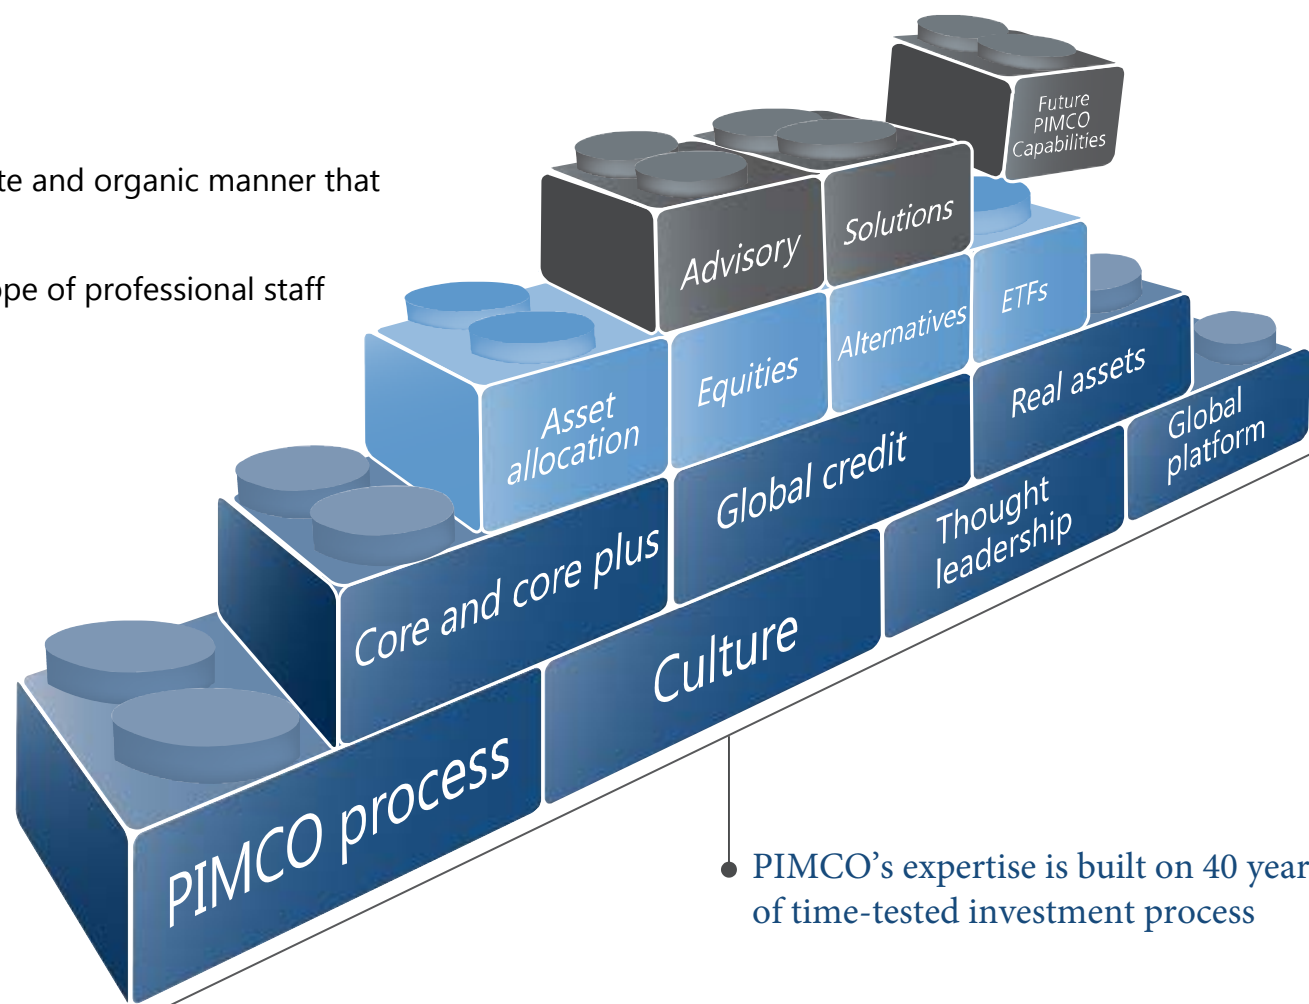 te and organic manner that
ope of professional staff
Future
PIMCO
Capabilities
Advisory
Solutions
Asset
allocation
Equities
Alternatives
ETFs
Core and core plus
Global credit
Real assets
PIMCO process
Culture
Thought
leadership
Global
platform
PIMCO’s expertise is built on 40 year
of time-tested investment process